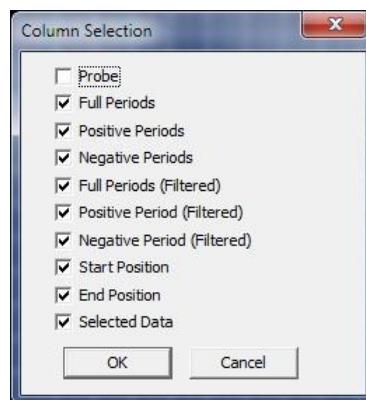 Column Selection
Probe
Full Periods
Positive Periods
Negative Periods
Full Periods (Filtered)
Positive Period (Filtered)
Negative Period (Filtered)
Start Position
End Position
Selected Data
OK Cancel